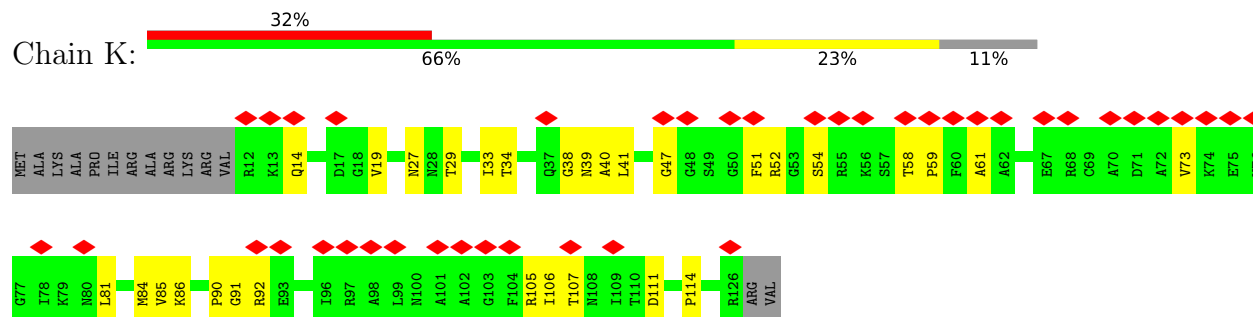 32%
Chain K:
66% 23% 11%
MET ALA LYS ALA PRO ILE ARG ALA ARG LYS ARG VAL R12 K13 Q14 D17 G18 V19 N27 N28 T29 I33 T34 Q37 G38 N39 A40 L41 G47 G48 S49 G50 F51 R52 G53 S54 R55 K56 S57 T58 P59 F60 A61 A62 E67 R68 C69 A70 D71 A72 V73 K74 E75
G77 I78 K79 N80 L81 M84 V85 K86 P90 G91 R92 E93 I96 R97 A98 L99 N100 A101 A102 G103 F104 R105 I106 T107 N108 I109 T110 D111 P114 R126 ARG VAL